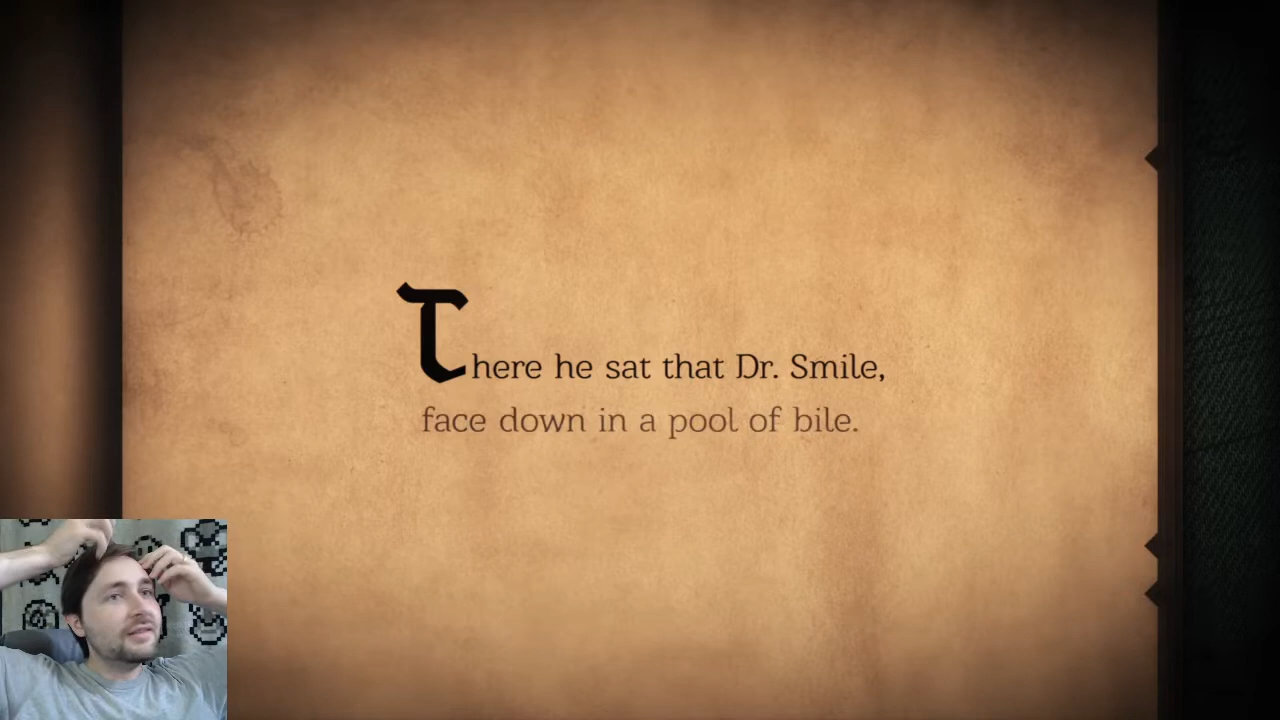 There he sat that Dr. Smile,
face down in a pool of bile.